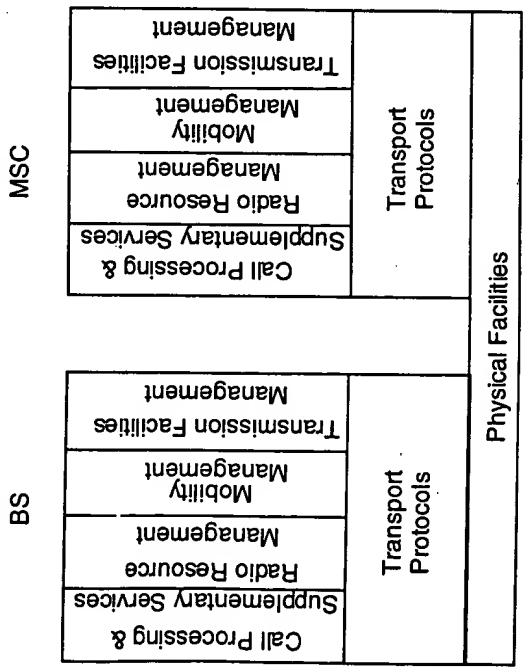 BS
Call Processing &
Supplementary Services
Radio Resource
Management
Mobility
Management
Transmission Facilities
Management
Transport
Protocols
MSC
Call Processing &
Supplementary Services
Radio Resource
Management
Mobility
Management
Transmission Facilities
Management
Transport
Protocols
Physical Facilities